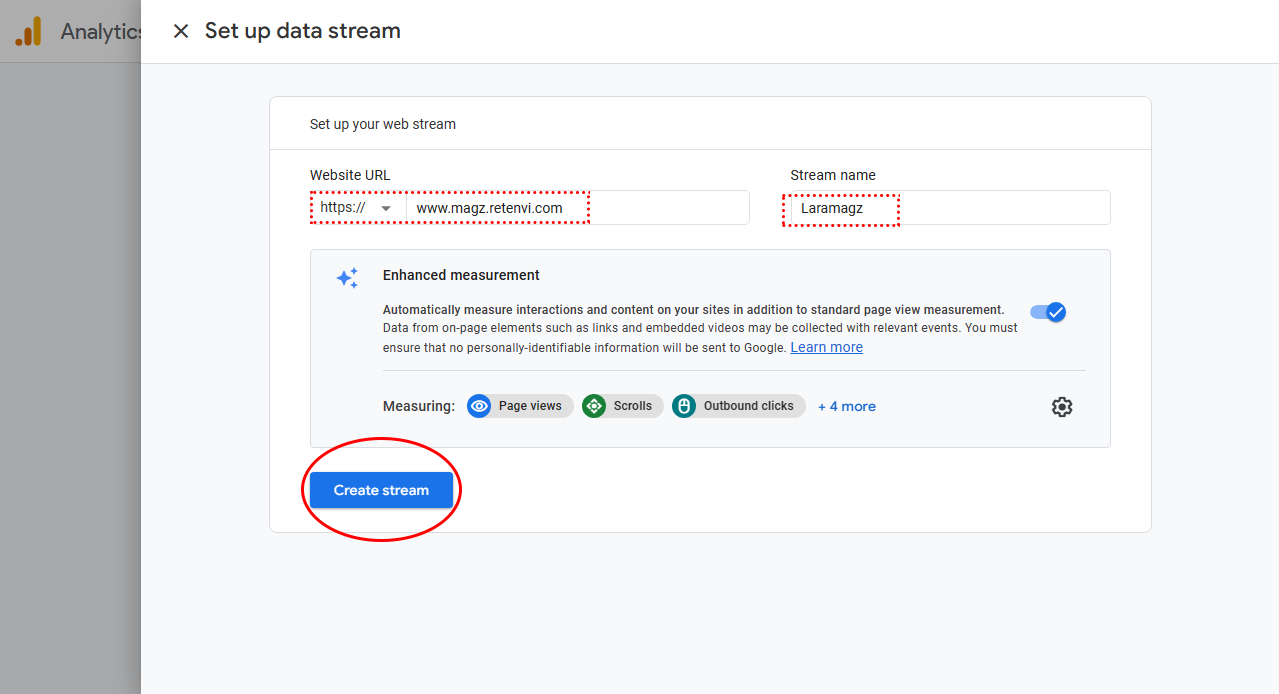 Analytics
Set up data stream
Set up your web stream
Website URL
Stream name
https://
www.magz.retenvi.com
Laramagz
Enhanced measurement
Automatically measure interactions and content on your sites in addition to standard page view measurement.
Data from on-page elements such as links and embedded videos may be collected with relevant events. You must
ensure that no personally-identifiable information will be sent to Google. Learn more
Measuring: Page views Scrolls Outbound clicks + 4 more
Create stream